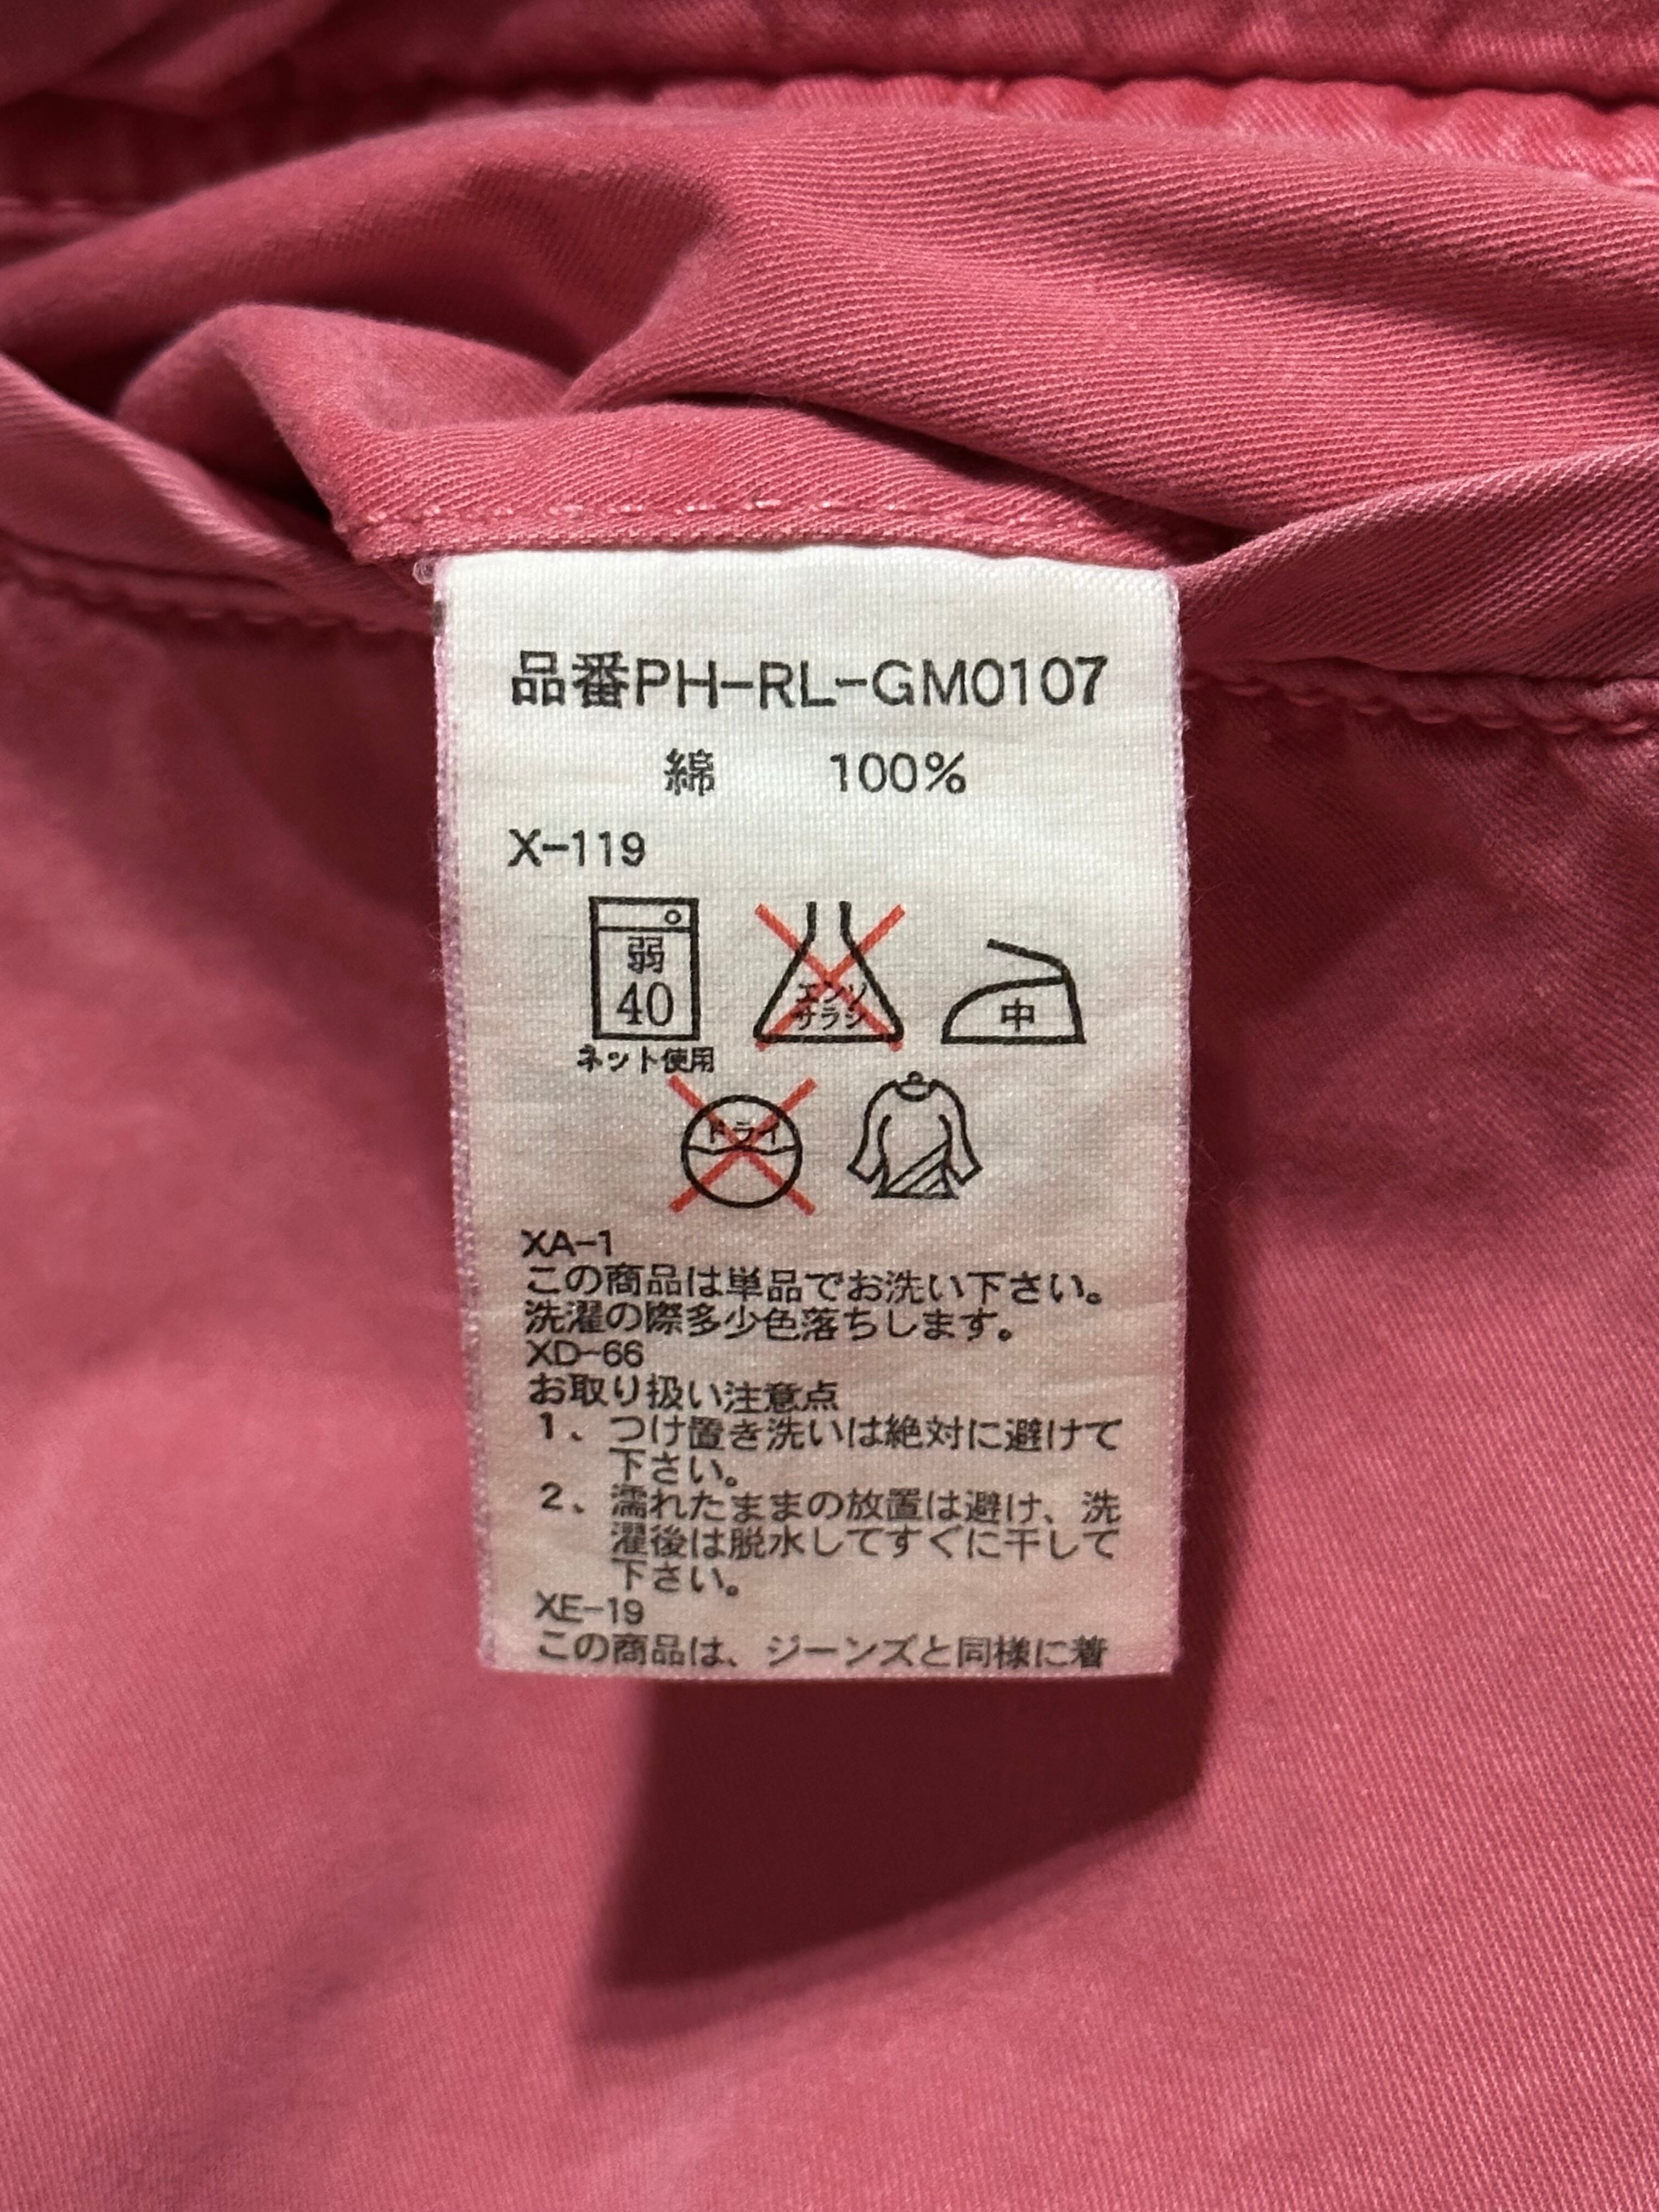 品番PH-RL-GM0107
綿 100%
X-119
弱
40
ネット使用
エンソ
サラシ
中
ドライ
XA-1
この商品は単品でお洗い下さい。
洗濯の際多少色落ちします。
XD-66
お取り扱い注意点
1、つけ置き洗いは絶対に避けて
下さい。
2、濡れたままの放置は避け、洗
濯後は脱水してすぐに干して
下さい。
XE-19
この商品は、ジーンズと同様に着